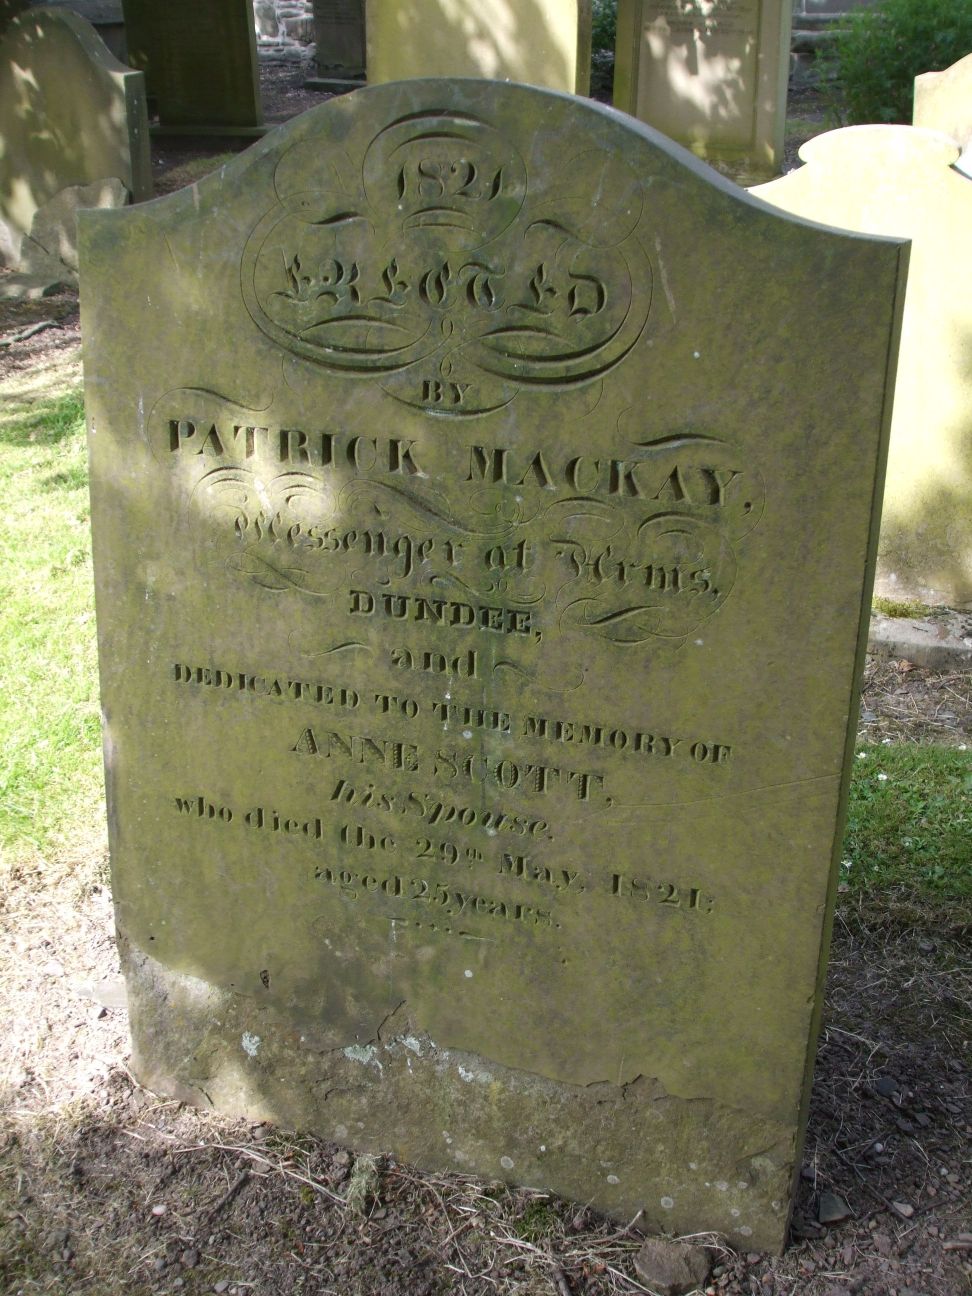 1821
ERECTED
BY
PATRICK MACKAY,
Messenger at Arms,
DUNDEE,
and
DEDICATED TO THE MEMORY OF
ANNE SCOTT,
his Spouse,
who died the 29th May, 1821;
aged 25 years.